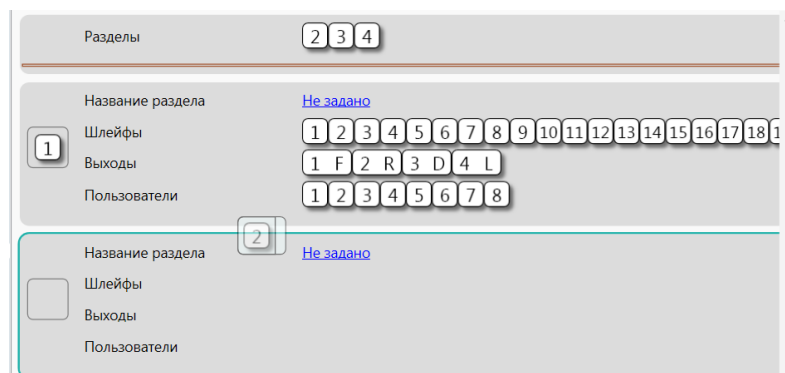 Разделы 2 3 4
Название раздела Не задано
Шлейфы 1 2 3 4 5 6 7 8 9 10 11 12 13 14 15 16 17 18
1
Выходы 1 F 2 R 3 D 4 L
Пользователи 1 2 3 4 5 6 7 8
2
Название раздела Не задано
Шлейфы
Выходы
Пользователи